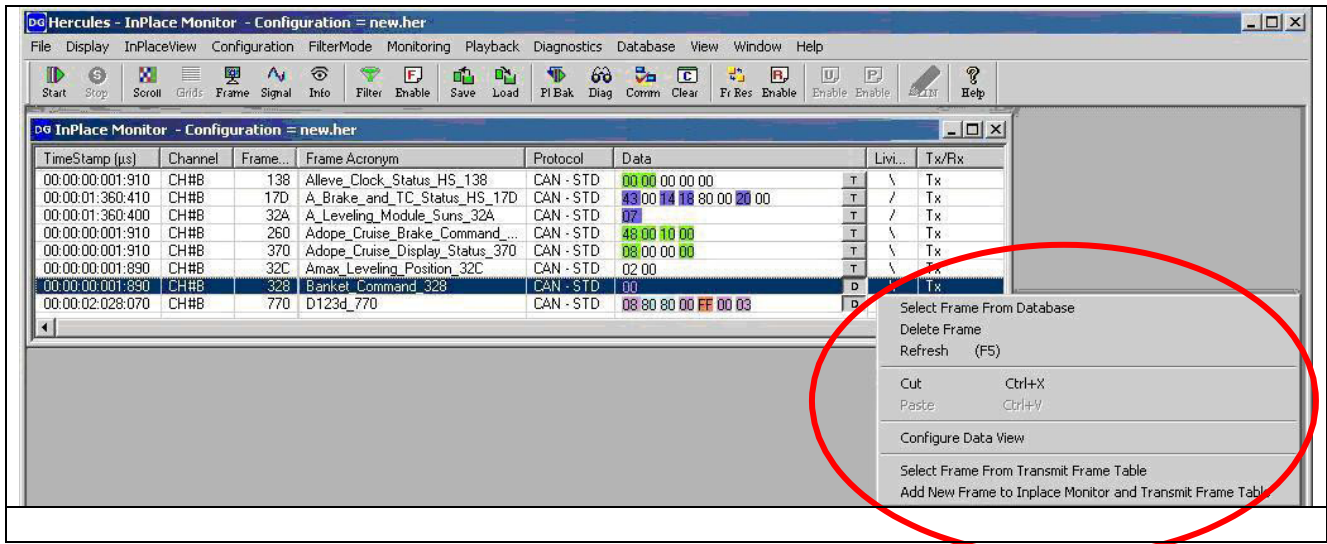 DG Hercules - InPlace Monitor - Configuration = new.her
File Display InPlaceView Configuration FilterMode Monitoring Playback Diagnostics Database View Window Help
Start Stop Scroll Grids Frame Signal Info Filter Enable Save Load Pl Bak Diag Comm Clear Fr Res Enable Enable Enable Help
DG InPlace Monitor - Configuration = new.her
TimeStamp (µs) Channel Frame... Frame Acronym Protocol Data Livi... Tx/Rx
00:00:00:001:910 CH#B 138 Alleve_Clock_Status_HS_138 CAN - STD 00 00 00 00 00 T \ Tx
00:00:01:360:410 CH#B 17D A_Brake_and_TC_Status_HS_17D CAN - STD 43 00 14 18 80 00 20 00 T / Tx
00:00:01:360:400 CH#B 32A A_Leveling_Module_Suns_32A CAN - STD 07 T / Tx
00:00:00:001:910 CH#B 260 Adope_Cruise_Brake_Command_... CAN - STD 48 00 10 00 T \ Tx
00:00:00:001:910 CH#B 370 Adope_Cruise_Display_Status_370 CAN - STD 08 00 00 00 T \ Tx
00:00:00:001:890 CH#B 32C Amax_Leveling_Position_32C CAN - STD 02 00 T \ Tx
00:00:00:001:890 CH#B 328 Banket_Command_328 CAN - STD 00 D Tx
00:00:02:028:070 CH#B 770 D123d_770 CAN - STD 08 80 80 00 FF 00 03 D
Select Frame From Database
Delete Frame
Refresh (F5)
Cut Ctrl+X
Paste Ctrl+V
Configure Data View
Select Frame From Transmit Frame Table
Add New Frame to Inplace Monitor and Transmit Frame Table